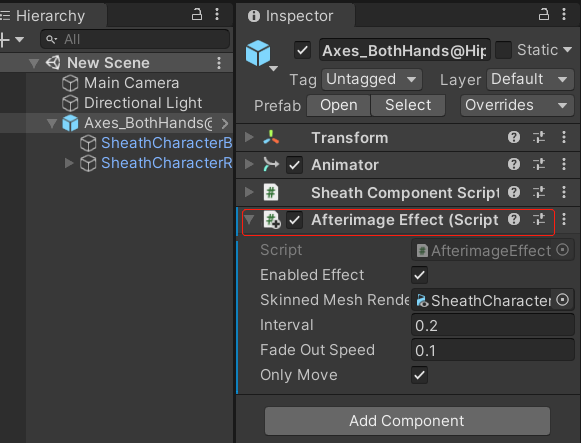 Hierarchy
All
New Scene
Main Camera
Directional Light
Axes_BothHands@
SheathCharacterB
SheathCharacterR
Inspector
Axes_BothHands@Hip
Static
Tag Untagged Layer Default
Prefab Open Select Overrides
Transform
Animator
Sheath Component Script
Afterimage Effect (Script
Script AfterimageEffect
Enabled Effect
Skinned Mesh Rende SheathCharacter
Interval 0.2
Fade Out Speed 0.1
Only Move
Add Component